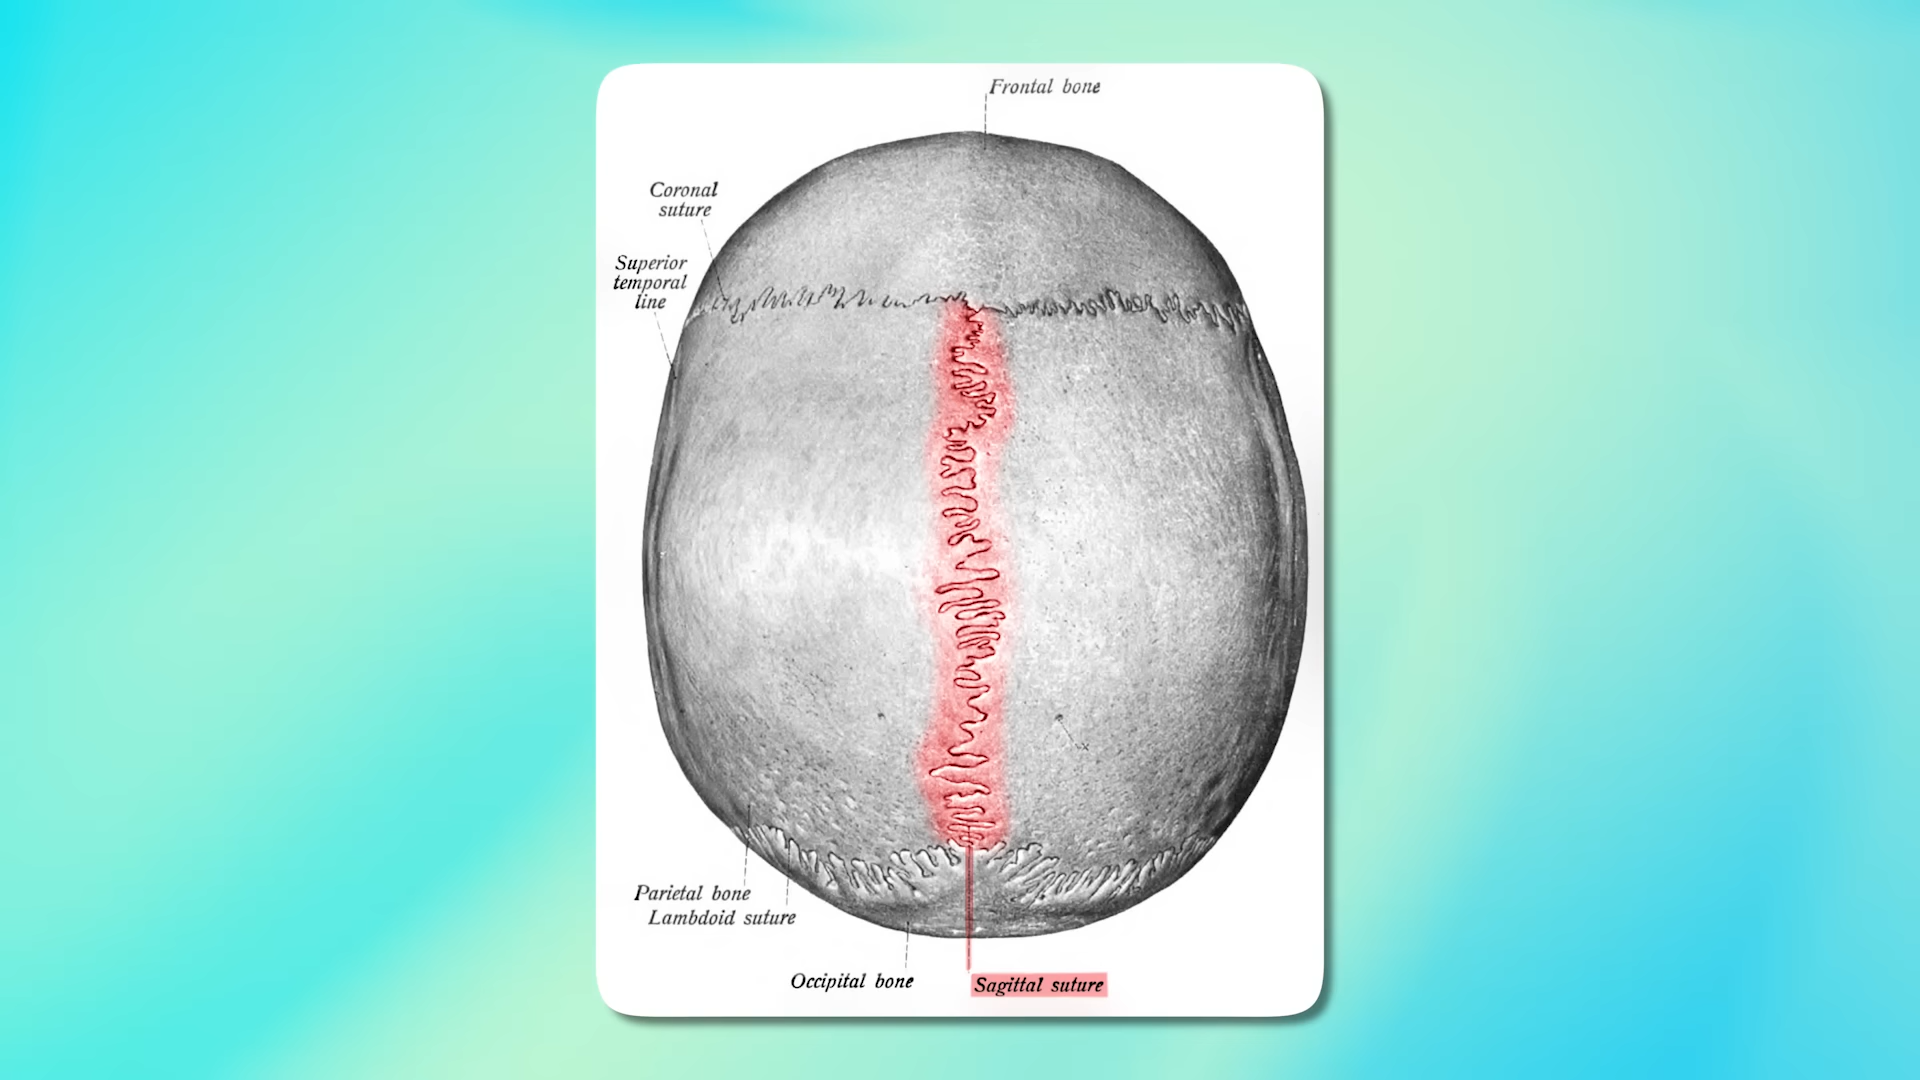 Frontal bone
Coronal
suture
Superior
temporal
line
Parietal bone
Lambdoid suture
Occipital bone
Sagittal suture